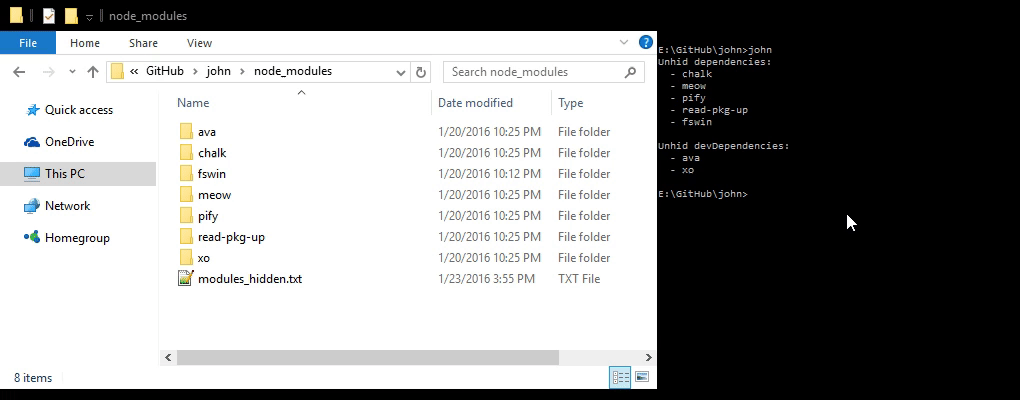 node_modules
File Home Share View
« GitHub › john › node_modules Search node_modules
Quick access
OneDrive
This PC
Network
Homegroup
Name Date modified Type
ava 1/20/2016 10:25 PM File folder
chalk 1/20/2016 10:25 PM File folder
fswin 1/20/2016 10:12 PM File folder
meow 1/20/2016 10:25 PM File folder
pify 1/20/2016 10:25 PM File folder
read-pkg-up 1/20/2016 10:25 PM File folder
xo 1/20/2016 10:25 PM File folder
modules_hidden.txt 1/23/2016 3:55 PM TXT File
8 items
E:\GitHub\john>john
Unhid dependencies:
- chalk
- meow
- pify
- read-pkg-up
- fswin
Unhid devDependencies:
- ava
- xo
E:\GitHub\john>